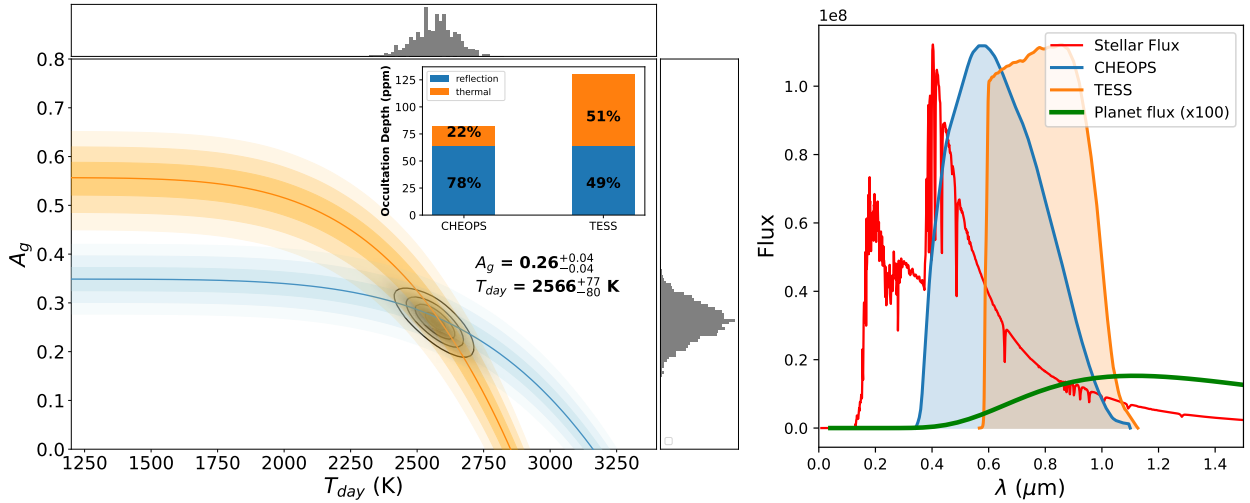 0.8
0.7
0.6
0.5
0.4
0.3
0.2
0.1
0.0
A_g
1250 1500 1750 2000 2250 2500 2750 3000 3250
T_{day} (K)
Occultation Depth (ppm)
125
100
75
50
25
0
reflection
thermal
22%
78%
51%
49%
CHEOPS TESS
A_g = 0.26^{+0.04}_{-0.04}
T_{day} = 2566^{+77}_{-80} K
1e8
Flux
1.0
0.8
0.6
0.4
0.2
0.0
Stellar Flux
CHEOPS
TESS
Planet flux (x100)
0.0 0.2 0.4 0.6 0.8 1.0 1.2 1.4
λ (μm)